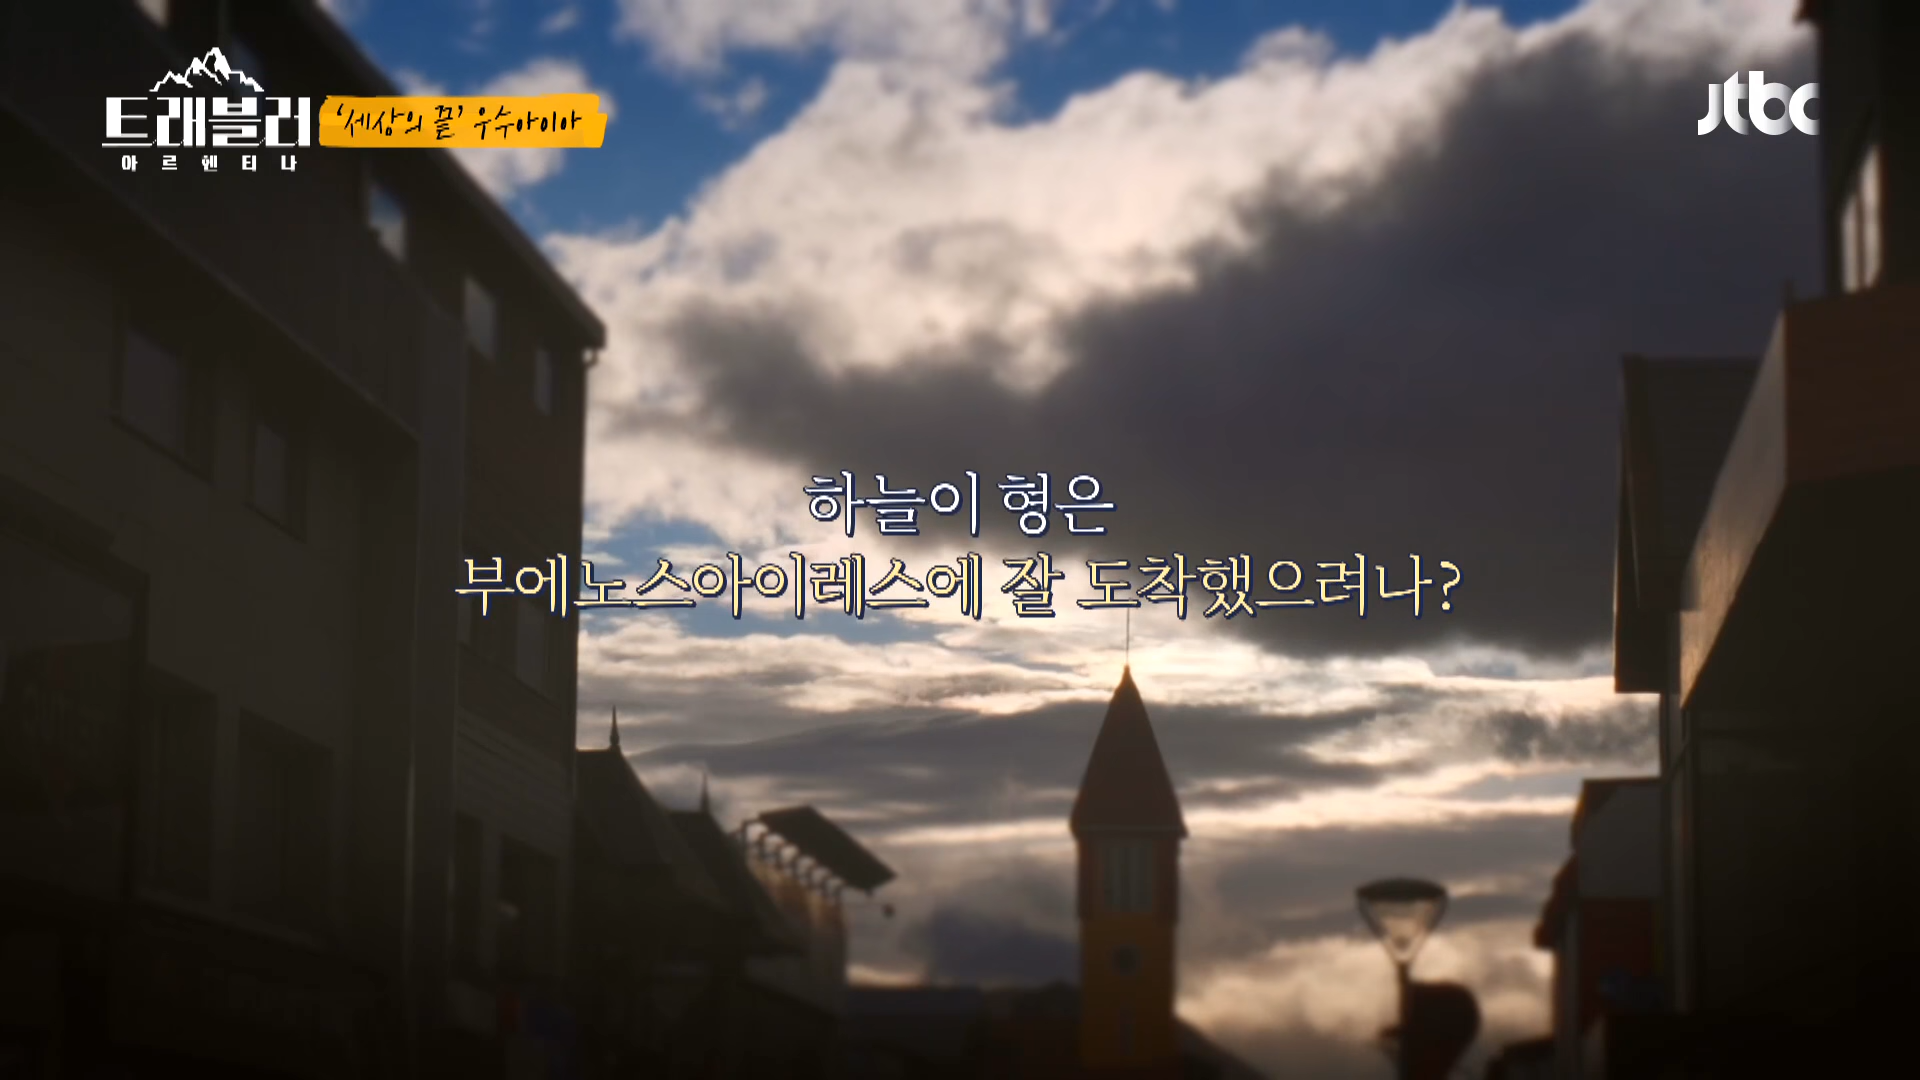 트래블러
아르헨티나
'세상의 끝' 우수아이아
jtbc
하늘이 형은
부에노스아이레스에 잘 도착했으려나?